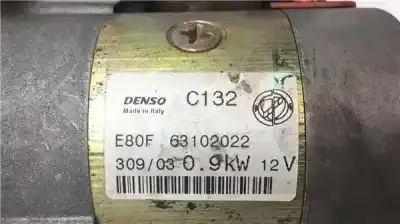 DENSO C132
Made in Italy
E80F 63102022
309/03 0.9kW 12V